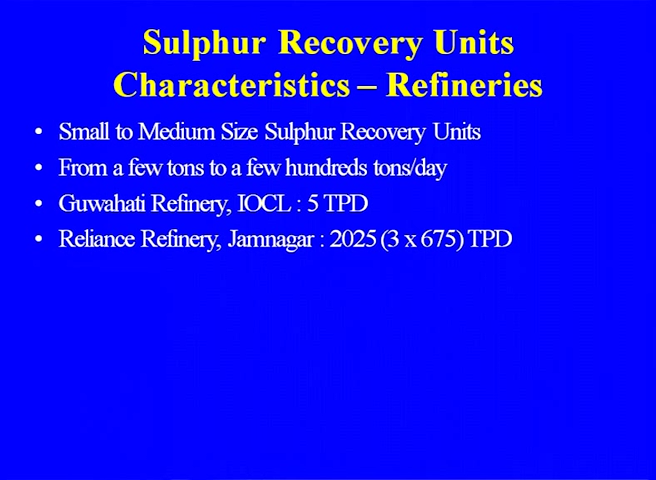 Sulphur Recovery Units
Characteristics – Refineries
• Small to Medium Size Sulphur Recovery Units
• From a few tons to a few hundreds tons/day
• Guwahati Refinery, IOCL : 5 TPD
• Reliance Refinery, Jamnagar : 2025 (3 x 675) TPD